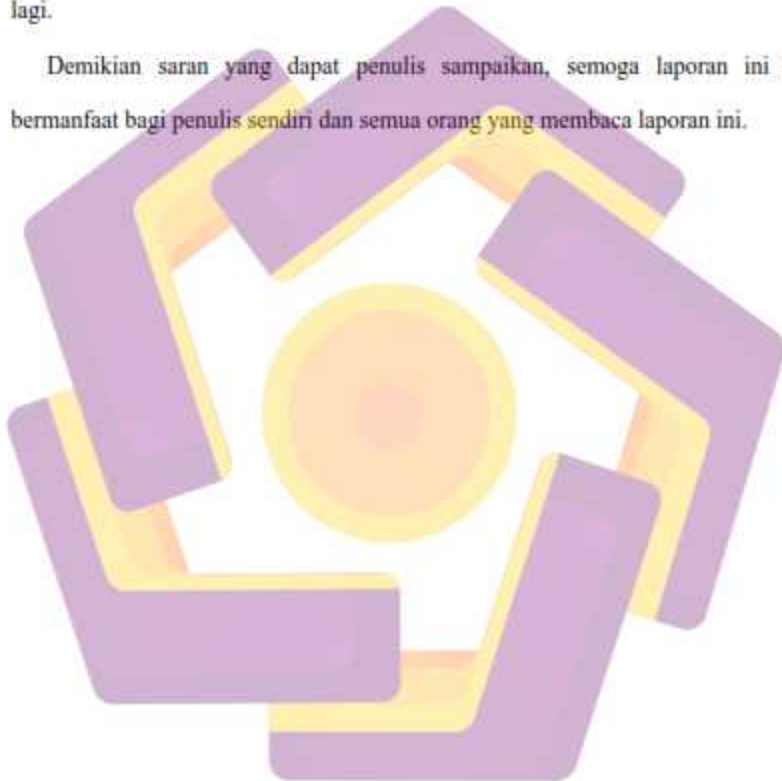 lagi.
Demikian saran yang dapat penulis sampaikan, semoga laporan ini
bermanfaat bagi penulis sendiri dan semua orang yang membaca laporan ini.